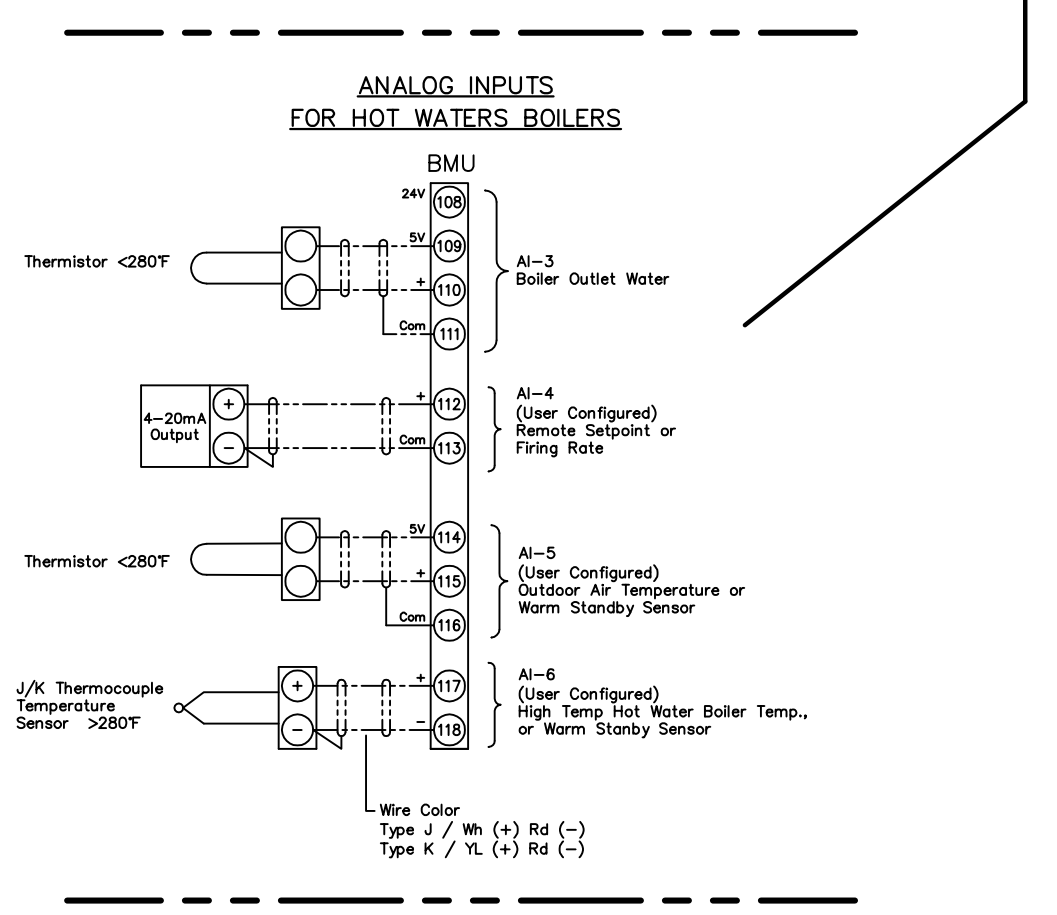 ANALOG INPUTS
FOR HOT WATERS BOILERS
BMU
24V 108
Thermistor <280°F
5V 109
+ 110
Com 111
AI-3
Boiler Outlet Water
4-20mA
Output
+
-
+ 112
Com 113
AI-4
(User Configured)
Remote Setpoint or
Firing Rate
Thermistor <280°F
5V 114
+ 115
Com 116
AI-5
(User Configured)
Outdoor Air Temperature or
Warm Standby Sensor
J/K Thermocouple
Temperature
Sensor >280°F
+
-
+ 117
- 118
AI-6
(User Configured)
High Temp Hot Water Boiler Temp.,
or Warm Stanby Sensor
Wire Color
Type J / Wh (+) Rd (-)
Type K / YL (+) Rd (-)